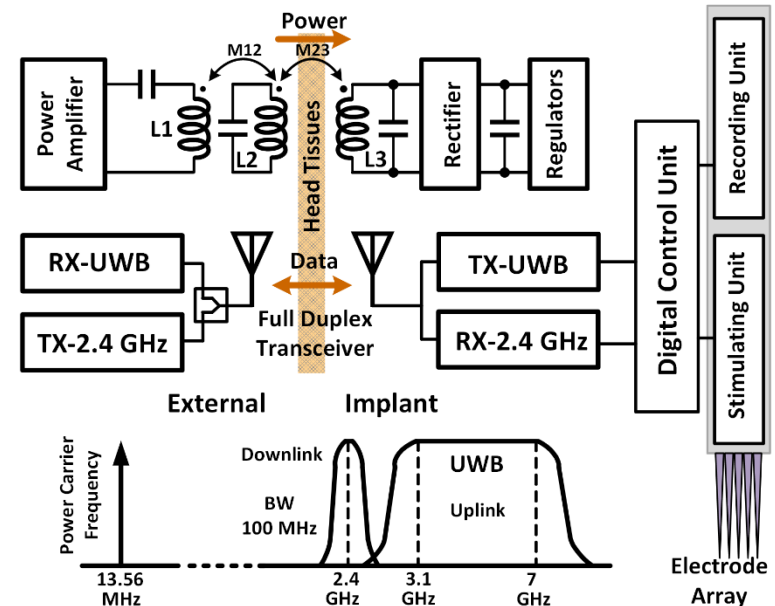 Power
M12
M23
Power
Amplifier
L1
L2
Head Tissues
L3
Rectifier
Regulators
Digital Control Unit
Recording Unit
Stimulating Unit
RX-UWB
TX-2.4 GHz
Data
Full Duplex
Transceiver
TX-UWB
RX-2.4 GHz
External
Implant
Power Carrier
Frequency
Downlink
BW
100 MHz
UWB
Uplink
13.56
MHz
2.4
GHz
3.1
GHz
7
GHz
Electrode
Array